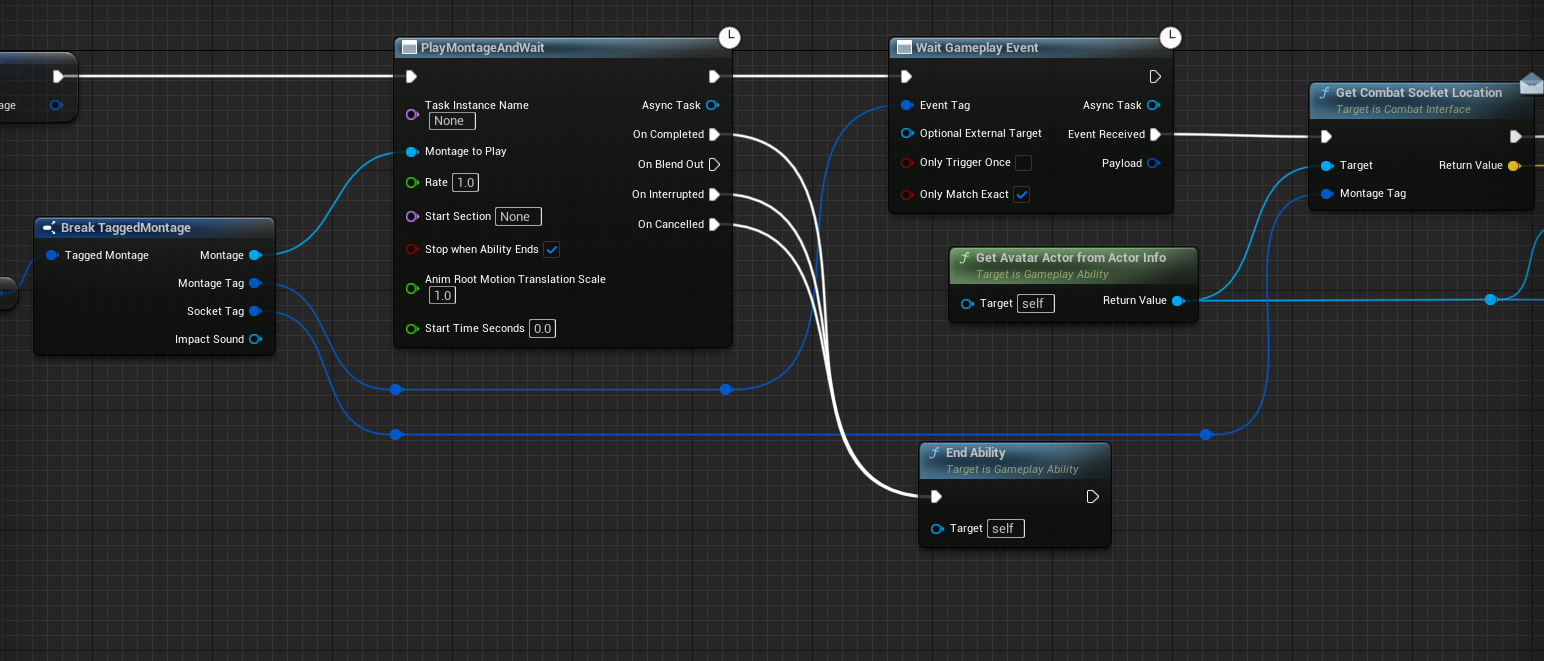 age
Break TaggedMontage
Tagged Montage
Montage
Montage Tag
Socket Tag
Impact Sound
PlayMontageAndWait
Task Instance Name
None
Async Task
On Completed
Montage to Play
On Blend Out
Rate 1.0
On Interrupted
Start Section None
On Cancelled
Stop when Ability Ends
Anim Root Motion Translation Scale
1.0
Start Time Seconds 0.0
Wait Gameplay Event
Event Tag
Async Task
Optional External Target
Event Received
Only Trigger Once
Payload
Only Match Exact
f Get Avatar Actor from Actor Info
Target is Gameplay Ability
Target self
Return Value
f End Ability
Target is Gameplay Ability
Target self
f Get Combat Socket Location
Target is Combat Interface
Target
Return Value
Montage Tag